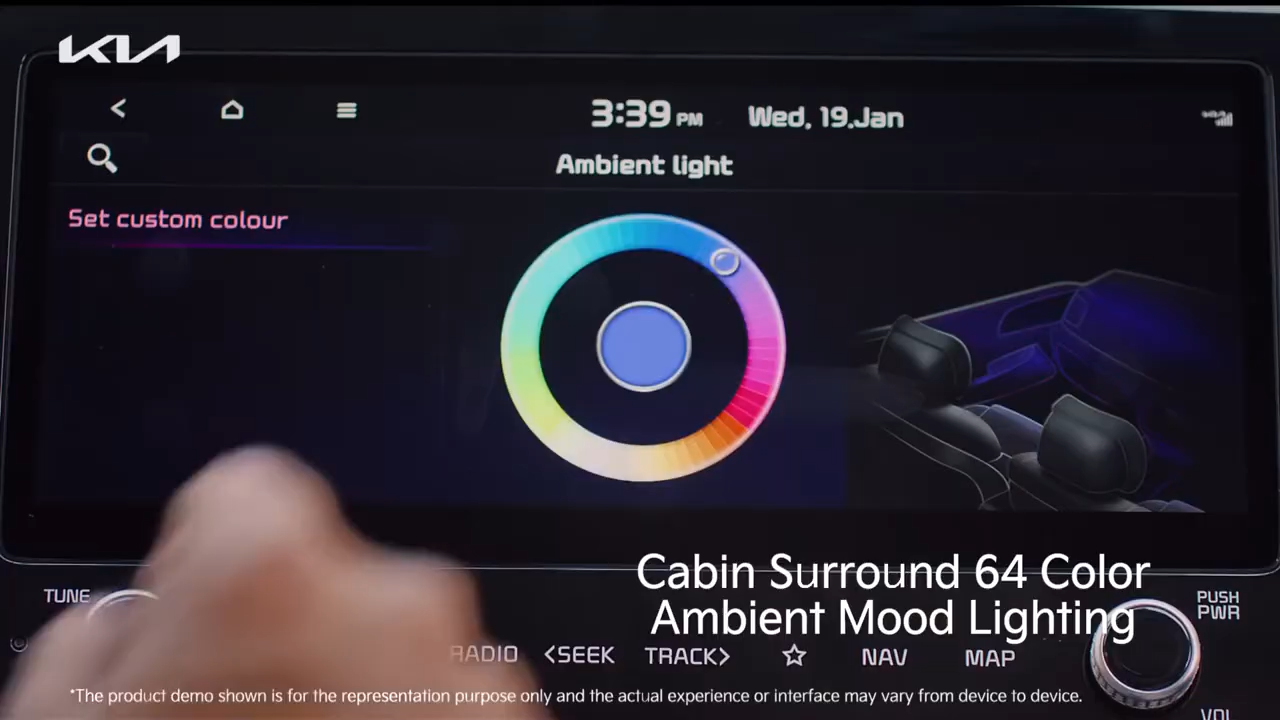 KIA
3:39 PM Wed, 19.Jan
Ambient light
Set custom colour
Cabin Surround 64 Color
Ambient Mood Lighting
TUNE
PUSH
PWR
RADIO <SEEK TRACK> NAV MAP
*The product demo shown is for the representation purpose only and the actual experience or interface may vary from device to device.
VOL